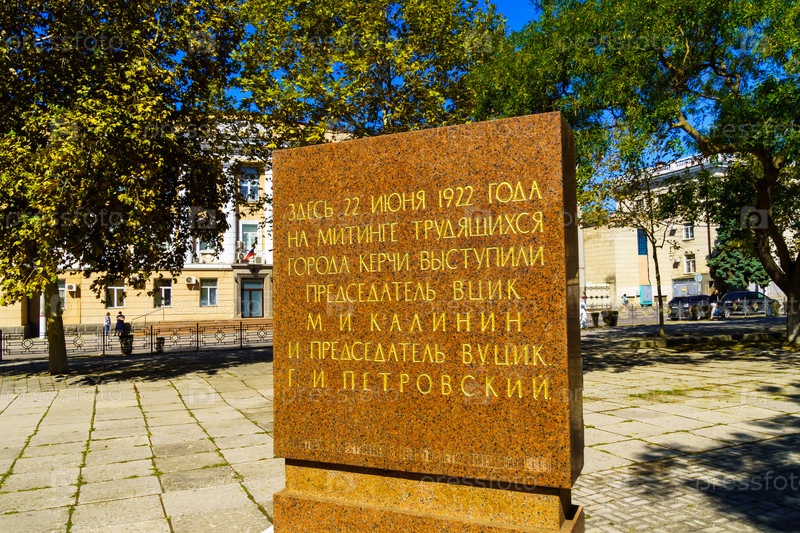 ЗДЕСЬ 22 ИЮНЯ 1922 ГОДА
НА МИТИНГЕ ТРУДЯЩИХСЯ
ГОРОДА КЕРЧИ ВЫСТУПИЛИ
ПРЕДСЕДАТЕЛЬ ВЦИК
М И КАЛИНИН
И ПРЕДСЕДАТЕЛЬ ВУЦИК
Г. И ПЕТРОВСКИЙ.